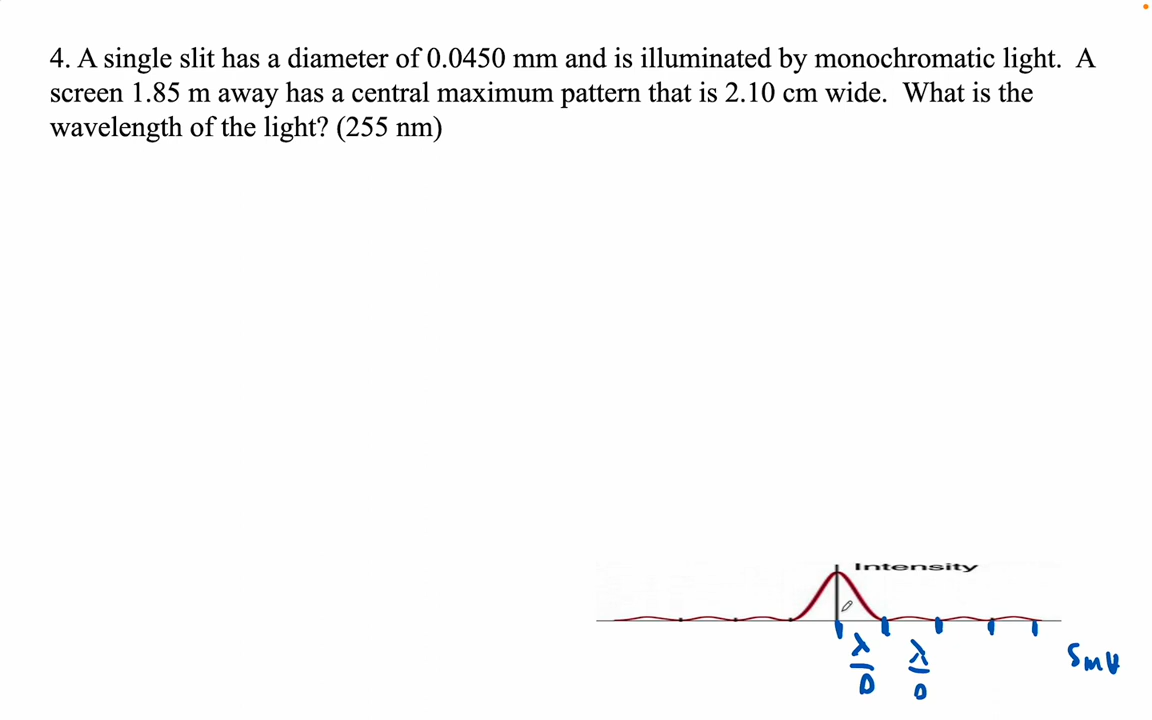 4. A single slit has a diameter of 0.0450 mm and is illuminated by monochromatic light.  A
screen 1.85 m away has a central maximum pattern that is 2.10 cm wide.  What is the
wavelength of the light? (255 nm)
Intensity
λ/D λ/D